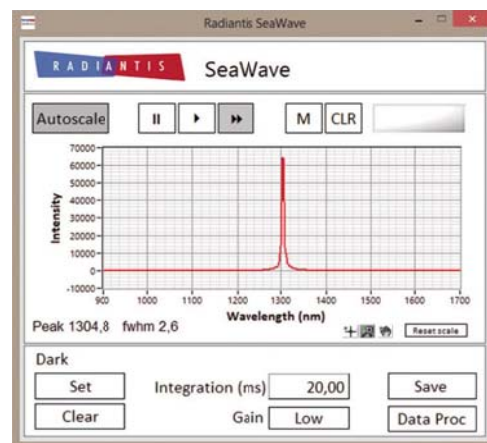 Radiantis SeaWave
RADIANTIS SeaWave
Autoscale M CLR
70000
60000
50000
40000
30000
20000
10000
0
-10000
Intensity
900 1000 1100 1200 1300 1400 1500 1600 1700
Wavelength (nm)
Peak 1304,8 fwhm 2,6
Reset scale
Dark
Set Integration (ms) 20,00 Save
Clear Gain Low Data Proc